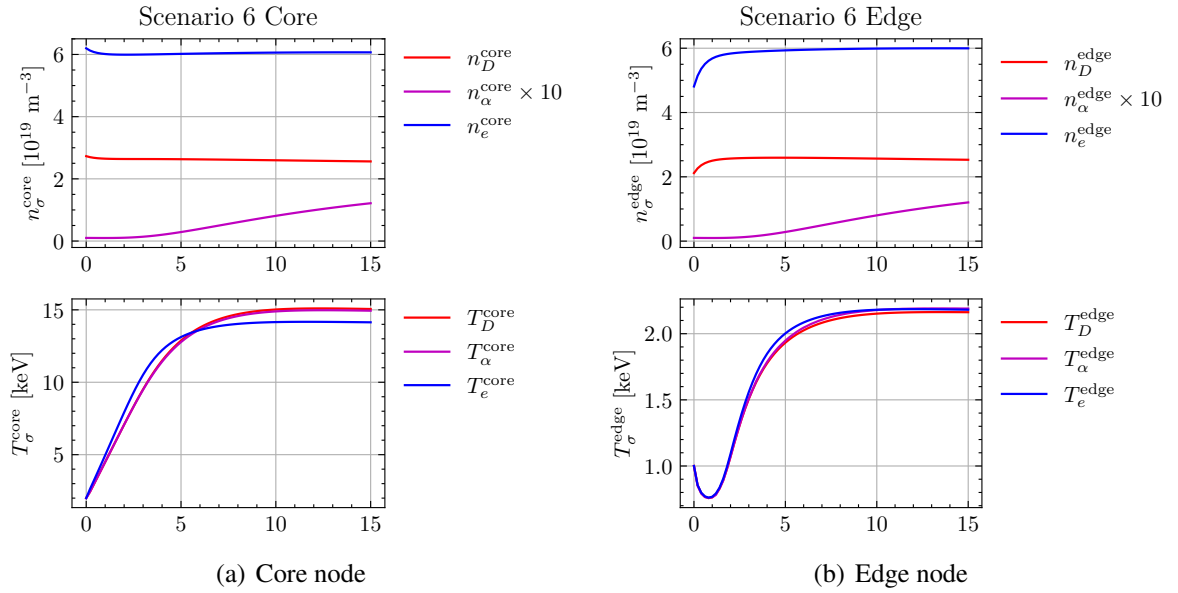 Scenario 6 Core
n_σ^core [10^19 m^−3]
6
4
2
0
0 5 10 15
n_D^core
n_α^core × 10
n_e^core
Scenario 6 Edge
n_σ^edge [10^19 m^−3]
6
4
2
0
0 5 10 15
n_D^edge
n_α^edge × 10
n_e^edge
T_σ^core [keV]
15
10
5
0 5 10 15
T_D^core
T_α^core
T_e^core
T_σ^edge [keV]
2.0
1.5
1.0
0 5 10 15
T_D^edge
T_α^edge
T_e^edge
(a) Core node
(b) Edge node